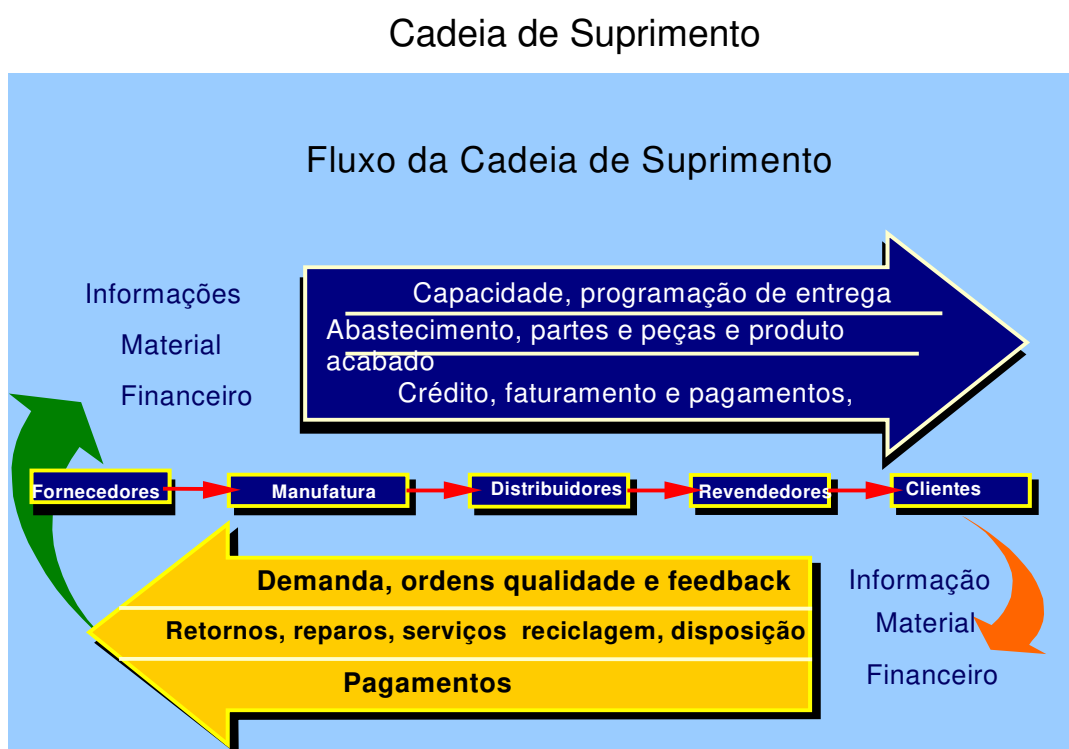 Cadeia de Suprimento
Fluxo da Cadeia de Suprimento
Informações
Material
Financeiro
Capacidade, programação de entrega
Abastecimento, partes e peças e produto
acabado
Crédito, faturamento e pagamentos,
Fornecedores
Manufatura
Distribuidores
Revendedores
Clientes
Demanda, ordens qualidade e feedback
Retornos, reparos, serviços reciclagem, disposição
Pagamentos
Informação
Material
Financeiro